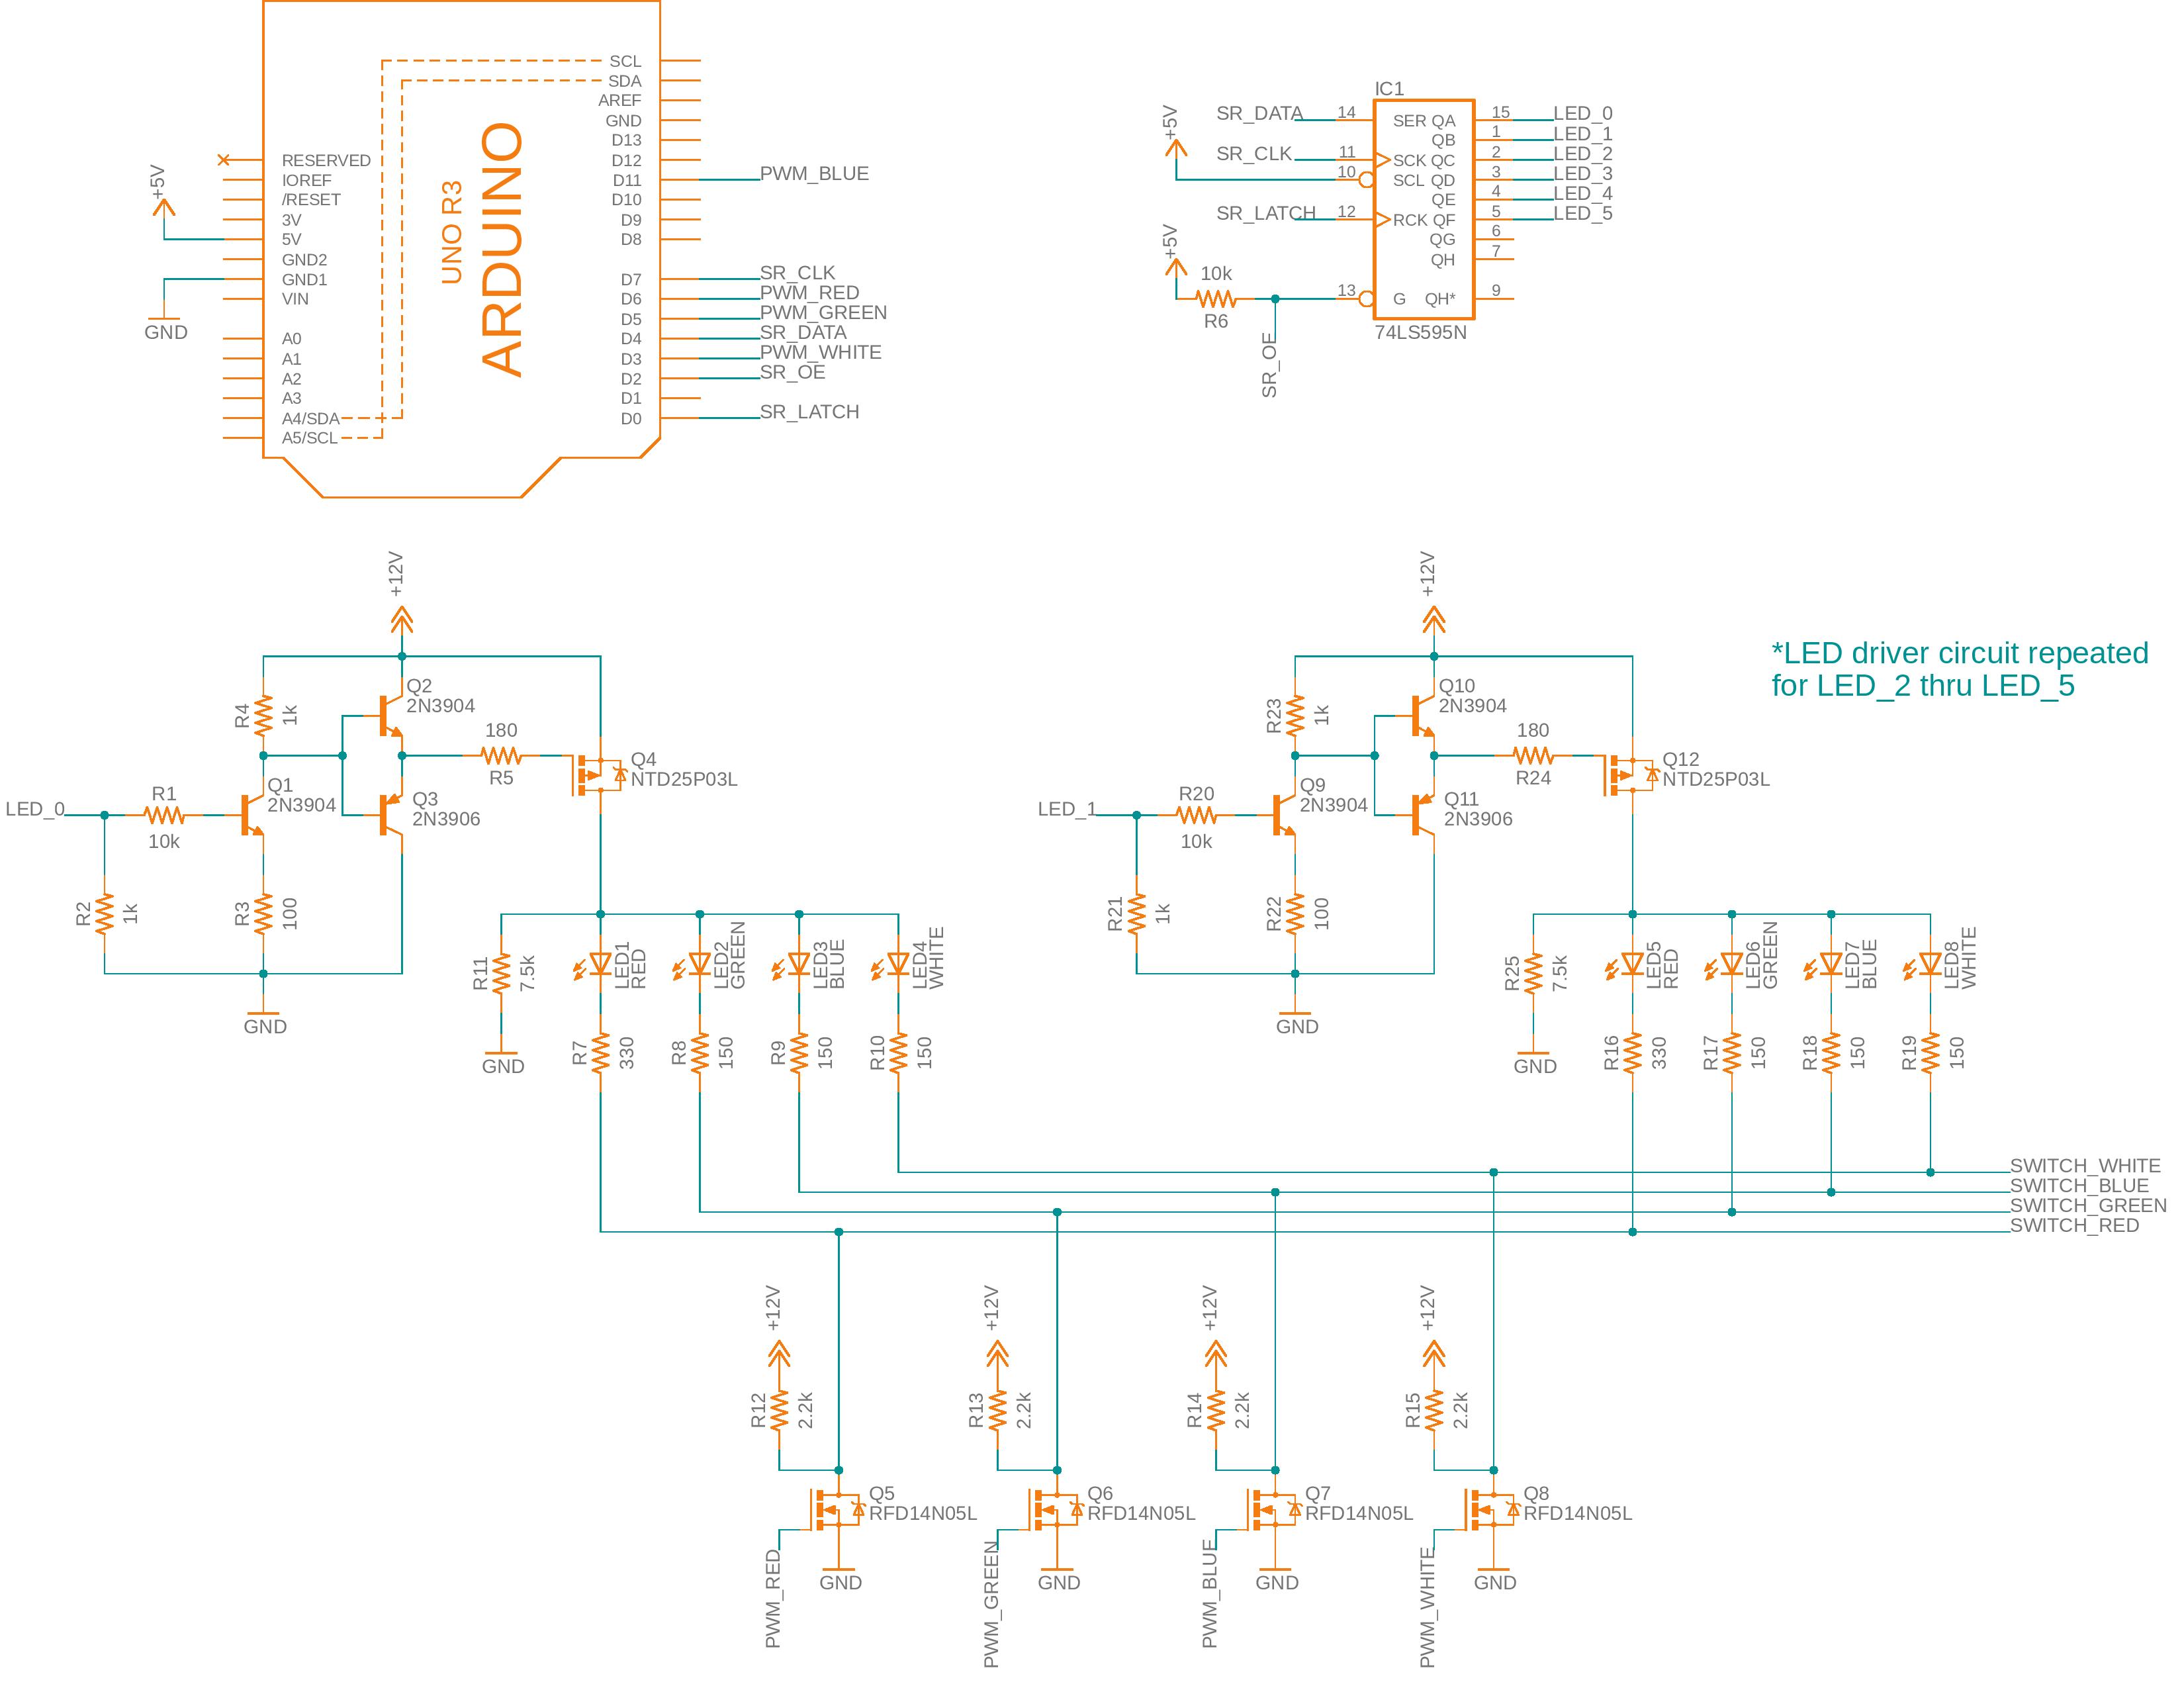 SCL
SDA
AREF
GND
D13
D12
D11
D10
D9
D8
D7
D6
D5
D4
D3
D2
D1
D0
RESERVED
IOREF
/RESET
3V
5V
GND2
GND1
VIN
A0
A1
A2
A3
A4/SDA
A5/SCL
UNO R3
ARDUINO
+5V
GND
PWM_BLUE
SR_CLK
PWM_RED
PWM_GREEN
SR_DATA
PWM_WHITE
SR_OE
SR_LATCH
IC1
+5V
SR_DATA 14 SER QA 15 LED_0
QB 1 LED_1
SR_CLK 11 SCK QC 2 LED_2
10 SCL QD 3 LED_3
QE 4 LED_4
SR_LATCH 12 RCK QF 5 LED_5
QG 6
QH 7
+5V
10k
R6
13 G QH* 9
74LS595N
SR_OE
+12V
R4
1k
Q2
2N3904
180
R5
Q4
NTD25P03L
Q1
2N3904
Q3
2N3906
LED_0
R1
10k
R2
1k
R3
100
GND
R11
7.5k
GND
LED1
RED
LED2
GREEN
LED3
BLUE
LED4
WHITE
R7
330
R8
150
R9
150
R10
150
+12V
R23
1k
Q10
2N3904
180
R24
Q12
NTD25P03L
Q9
2N3904
Q11
2N3906
LED_1
R20
10k
R21
1k
R22
100
GND
R25
7.5k
GND
LED5
RED
LED6
GREEN
LED7
BLUE
LED8
WHITE
R16
330
R17
150
R18
150
R19
150
*LED driver circuit repeated
for LED_2 thru LED_5
SWITCH_WHITE
SWITCH_BLUE
SWITCH_GREEN
SWITCH_RED
+12V
R12
2.2k
Q5
RFD14N05L
PWM_RED
GND
+12V
R13
2.2k
Q6
RFD14N05L
PWM_GREEN
GND
+12V
R14
2.2k
Q7
RFD14N05L
PWM_BLUE
GND
+12V
R15
2.2k
Q8
RFD14N05L
PWM_WHITE
GND